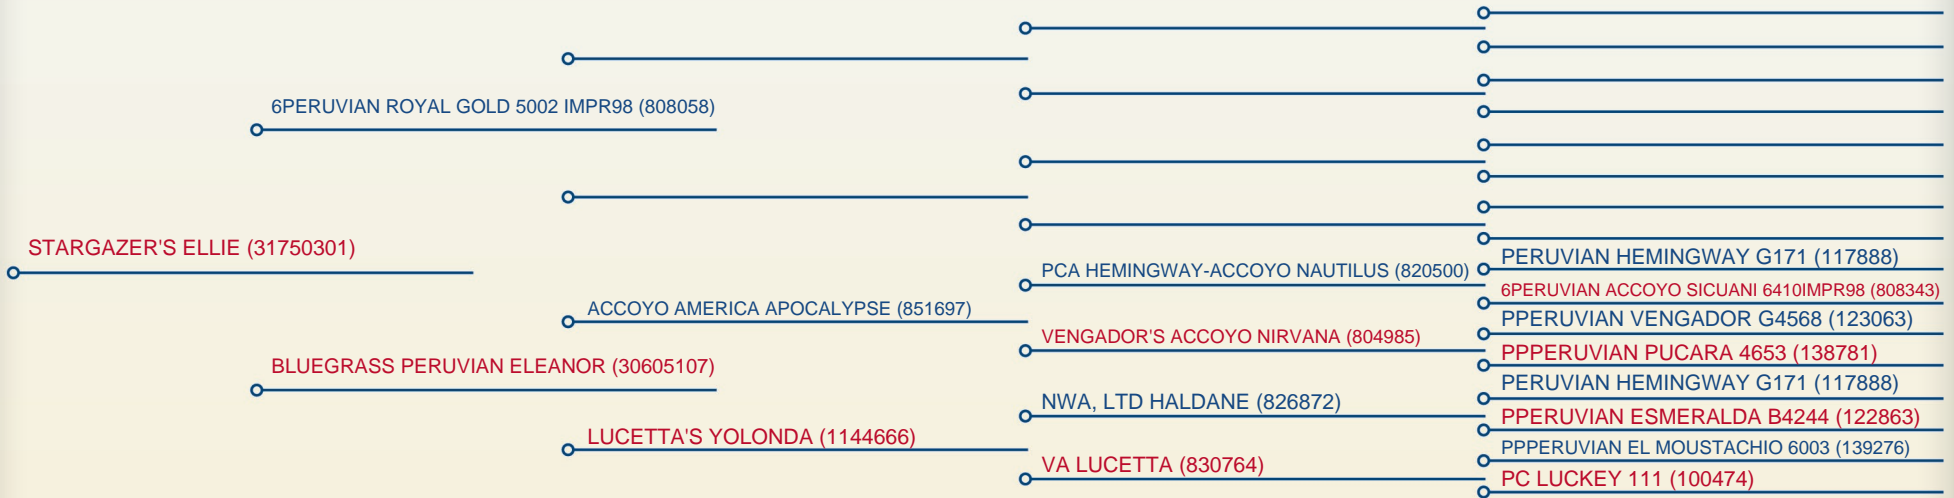 6PERUVIAN ROYAL GOLD 5002 IMPR98 (808058)
STARGAZER'S ELLIE (31750301)
PERUVIAN HEMINGWAY G171 (117888)
PCA HEMINGWAY-ACCOYO NAUTILUS (820500)
6PERUVIAN ACCOYO SICUANI 6410IMPR98 (808343)
ACCOYO AMERICA APOCALYPSE (851697)
PPERUVIAN VENGADOR G4568 (123063)
VENGADOR'S ACCOYO NIRVANA (804985)
PPPERUVIAN PUCARA 4653 (138781)
BLUEGRASS PERUVIAN ELEANOR (30605107)
PERUVIAN HEMINGWAY G171 (117888)
NWA, LTD HALDANE (826872)
PPERUVIAN ESMERALDA B4244 (122863)
LUCETTA'S YOLONDA (1144666)
PPPERUVIAN EL MOUSTACHIO 6003 (139276)
VA LUCETTA (830764)
PC LUCKEY 111 (100474)